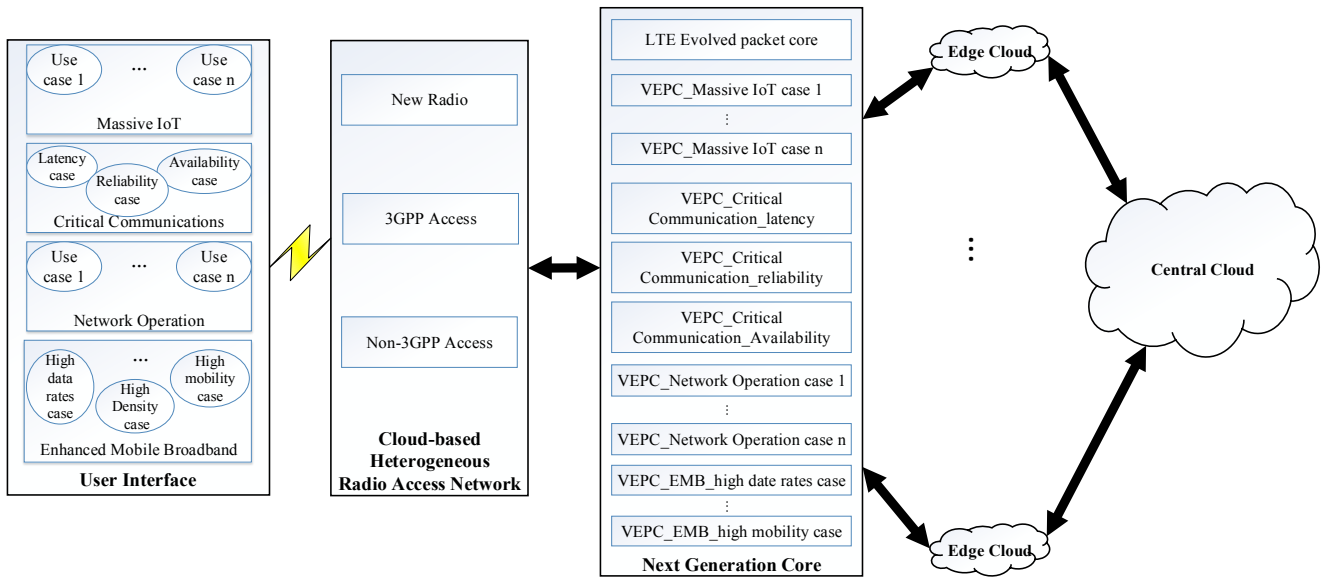 Use
case 1
...
Use
case n
Massive IoT
Latency
case
Reliability
case
Availability
case
Critical Communications
Use
case 1
...
Use
case n
Network Operation
High
data
rates
case
...
High
Density
case
High
mobility
case
Enhanced Mobile Broadband
User Interface
New Radio
3GPP Access
Non-3GPP Access
Cloud-based
Heterogeneous
Radio Access Network
LTE Evolved packet core
VEPC_Massive IoT case 1
⋮
VEPC_Massive IoT case n
VEPC_Critical
Communication_latency
VEPC_Critical
Communication_reliability
VEPC_Critical
Communication_Availability
VEPC_Network Operation case 1
⋮
VEPC_Network Operation case n
VEPC_EMB_high date rates case
⋮
VEPC_EMB_high mobility case
Next Generation Core
Edge Cloud
⋮
Edge Cloud
Central Cloud